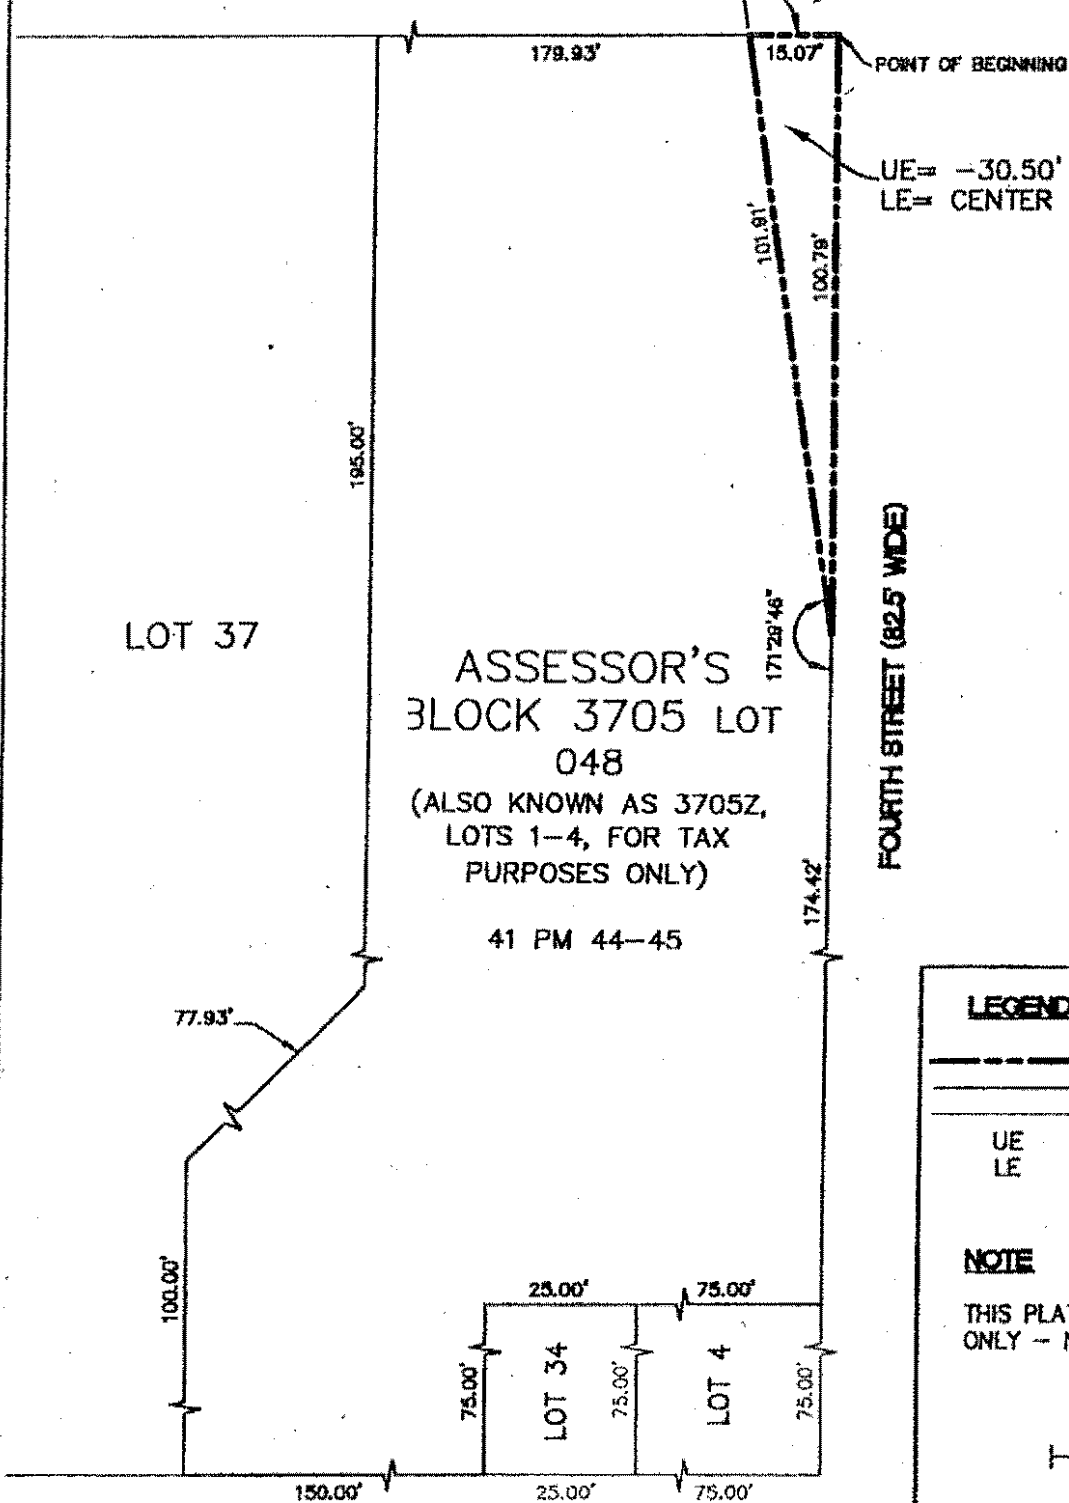 179.93'
15.07'
POINT OF BEGINNING
UE= -30.50'
LE= CENTER
101.91'
100.79'
195.00'
FOURTH STREET (82.5' WIDE)
171°29'46"
LOT 37
ASSESSOR'S
BLOCK 3705 LOT
048
(ALSO KNOWN AS 3705Z,
LOTS 1-4, FOR TAX
PURPOSES ONLY)
41 PM 44-45
174.42'
77.93'
LEGEND
UE
LE
100.00'
NOTE
25.00'
75.00'
THIS PLAT
ONLY -
75.00'
LOT 34
75.00'
LOT 4
75.00'
150.00'
25.00'
75.00'